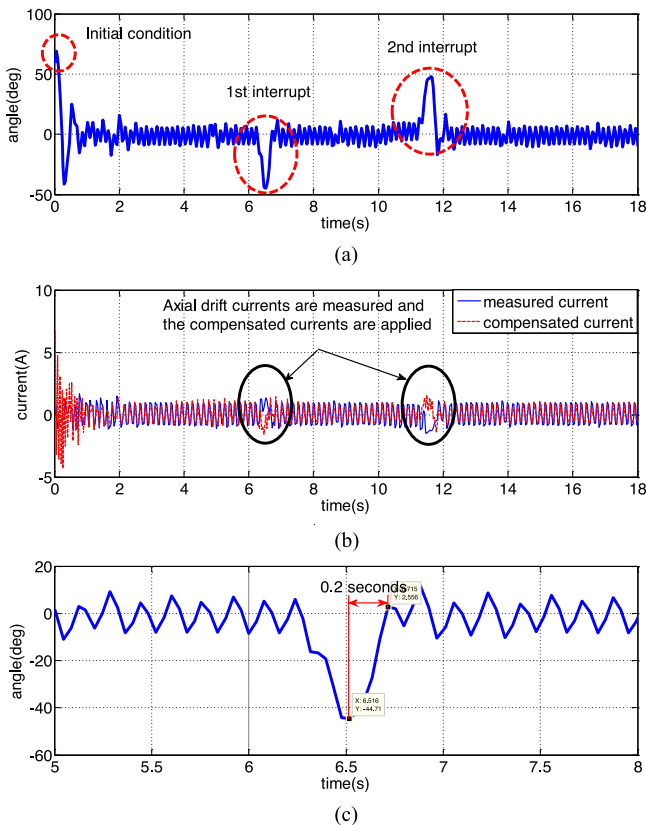 100
50
0
-50
angle(deg)
Initial condition
1st interrupt
2nd interrupt
0 2 4 6 8 10 12 14 16 18
time(s)
(a)
10
5
0
-5
current(A)
Axial drift currents are measured and
the compensated currents are applied
measured current
compensated current
0 2 4 6 8 10 12 14 16 18
time(s)
(b)
20
0
-20
-40
-60
angle(deg)
0.2 seconds
Y: 2.556
X: 6.516
Y: -44.71
5 5.5 6 6.5 7 7.5 8
time(s)
(c)